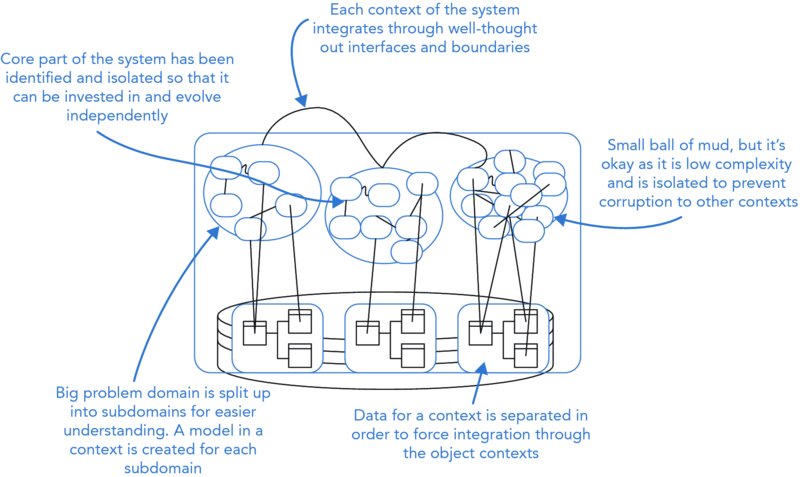 Each context of the system
integrates through well-thought
out interfaces and boundaries
Core part of the system has been
identified and isolated so that it
can be invested in and evolve
independently
Small ball of mud, but it's
okay as it is low complexity
and is isolated to prevent
corruption to other contexts
Big problem domain is split up
into subdomains for easier
understanding. A model in a
context is created for each
subdomain
Data for a context is separated in
order to force integration through
the object contexts